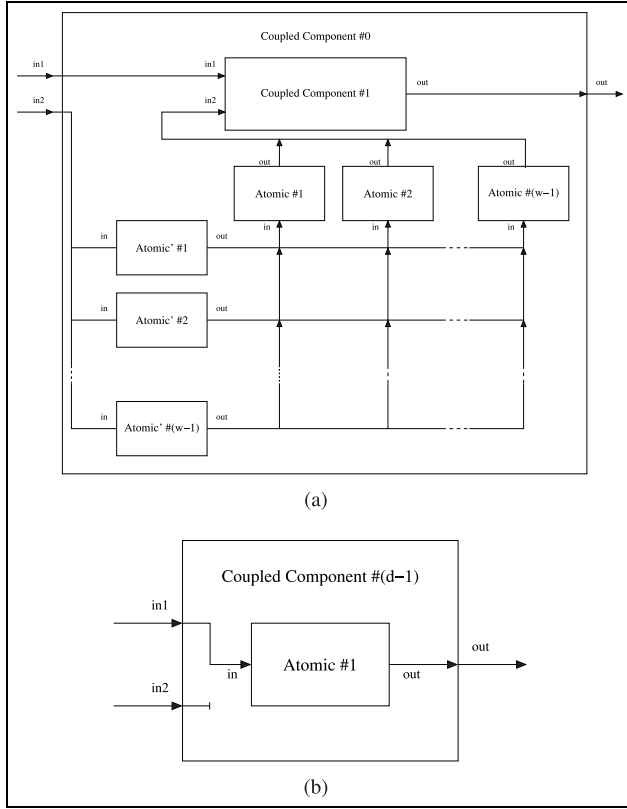 Coupled Component #0
in1
in1
out
out
in2
in2
Coupled Component #1
out
out
out
Atomic #1
Atomic #2
Atomic #(w−1)
in
in
in
in
Atomic' #1
out
in
Atomic' #2
out
in
Atomic' #(w−1)
out
(a)
Coupled Component #(d−1)
in1
out
Atomic #1
in
out
in2
(b)